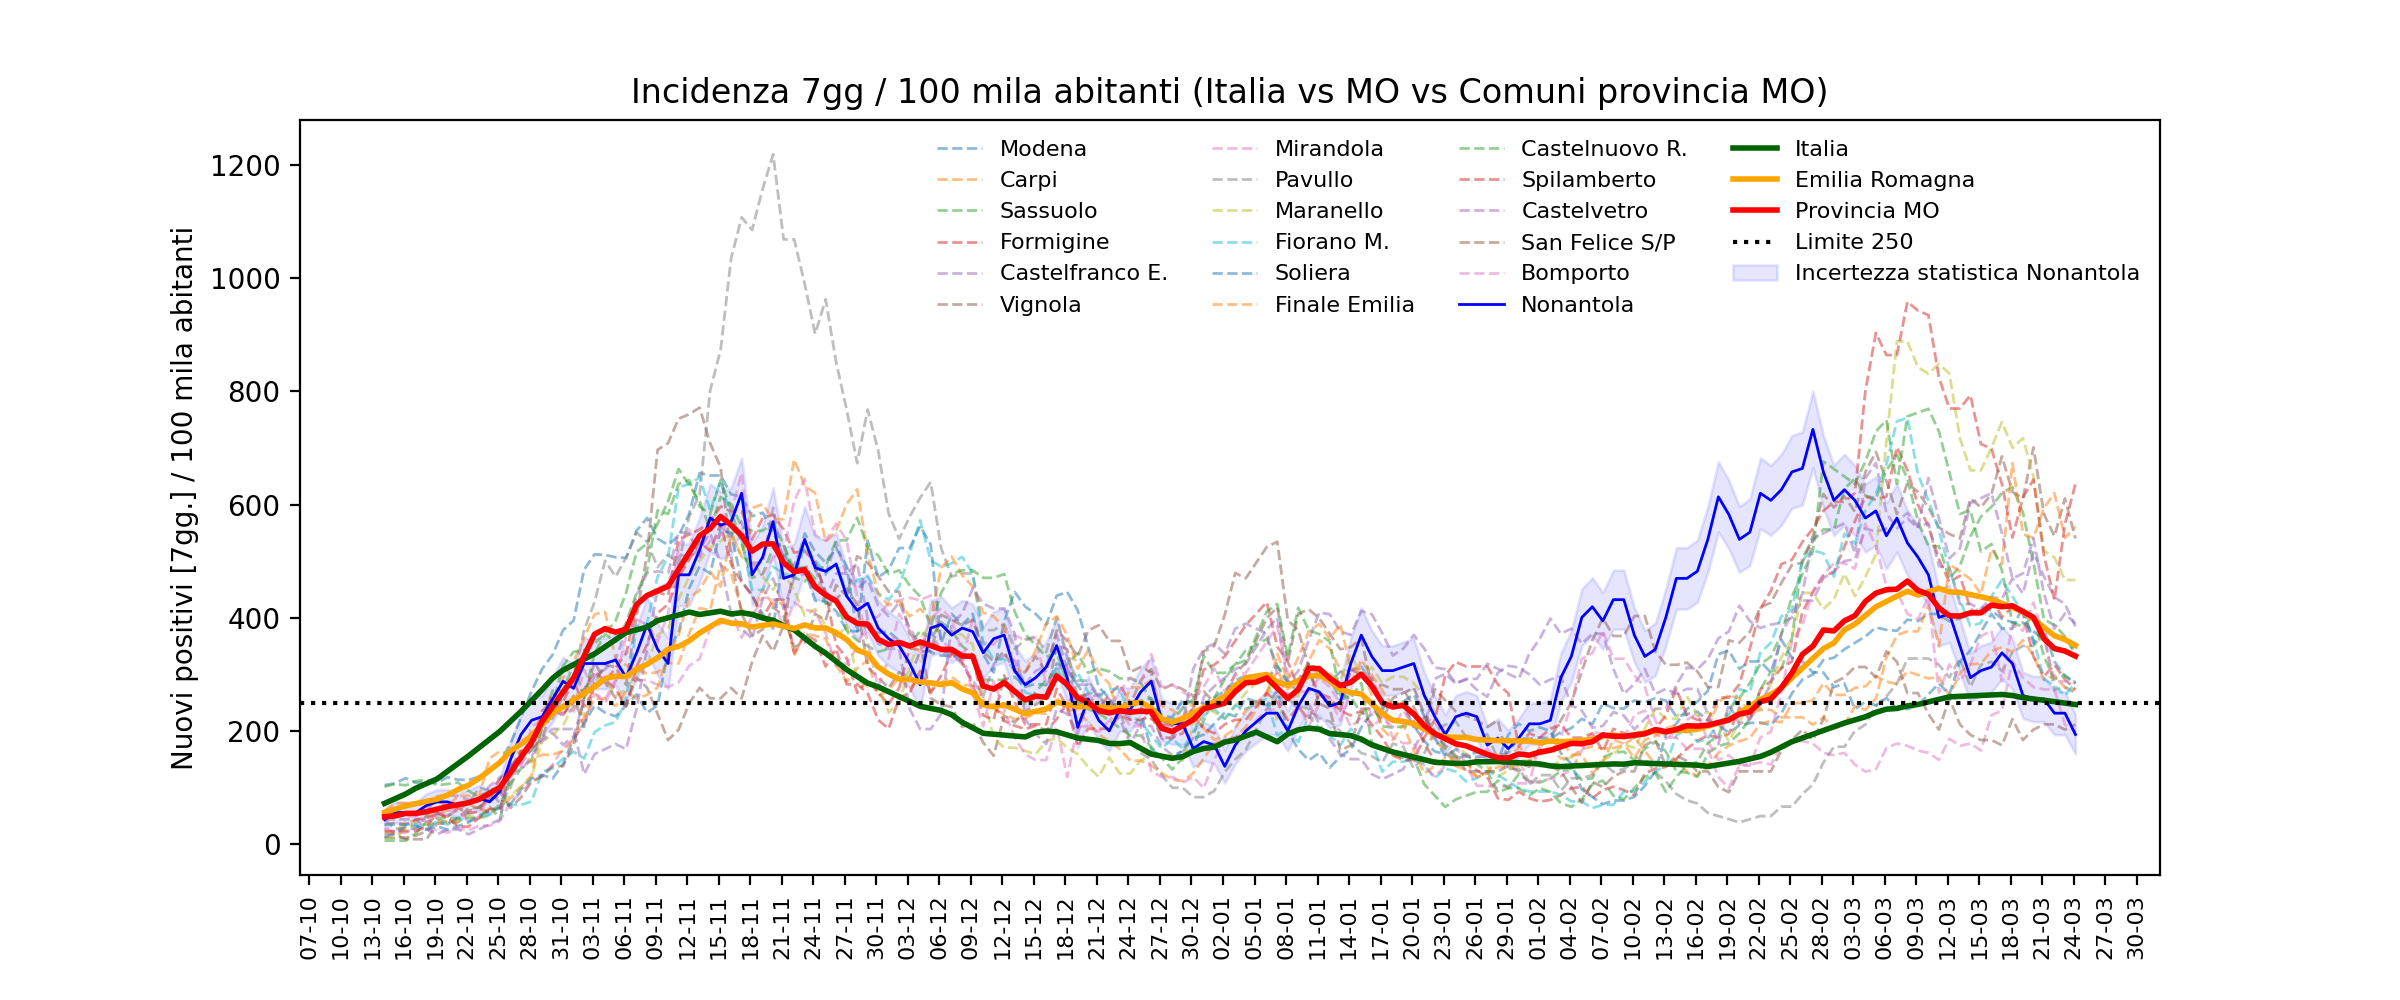 Incidenza 7gg / 100 mila abitanti (Italia vs MO vs Comuni provincia MO)
Nuovi positivi [7gg.] / 100 mila abitanti
1200
1000
800
600
400
200
0
Modena
Carpi
Sassuolo
Formigine
Castelfranco E.
Vignola
Mirandola
Pavullo
Maranello
Fiorano M.
Soliera
Finale Emilia
Castelnuovo R.
Spilamberto
Castelvetro
San Felice S/P
Bomporto
Nonantola
Italia
Emilia Romagna
Provincia MO
Limite 250
Incertezza statistica Nonantola
07-10
10-10
13-10
16-10
19-10
22-10
25-10
28-10
31-10
03-11
06-11
09-11
12-11
15-11
18-11
21-11
24-11
27-11
30-11
03-12
06-12
09-12
12-12
15-12
18-12
21-12
24-12
27-12
30-12
02-01
05-01
08-01
11-01
14-01
17-01
20-01
23-01
26-01
29-01
01-02
04-02
07-02
10-02
13-02
16-02
19-02
22-02
25-02
28-02
03-03
06-03
09-03
12-03
15-03
18-03
21-03
24-03
27-03
30-03